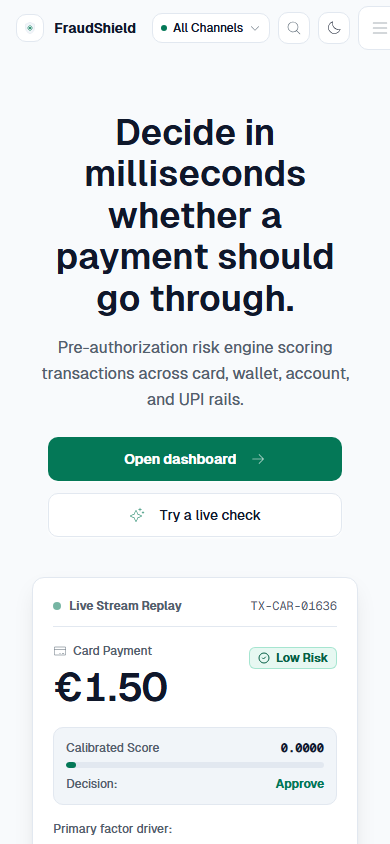 FraudShield
All Channels
Decide in
milliseconds
whether a
payment should
go through.
Pre-authorization risk engine scoring
transactions across card, wallet, account,
and UPI rails.
Open dashboard
Try a live check
Live Stream Replay
TX-CAR-01636
Card Payment
Low Risk
€1.50
Calibrated Score
0.0000
Decision:
Approve
Primary factor driver: